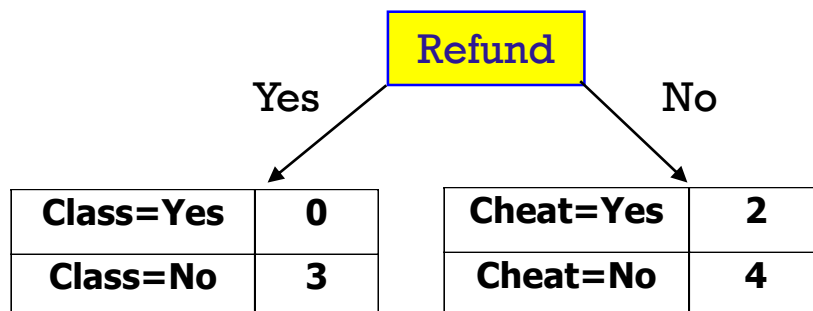 Refund
Yes
No
Class=Yes 0
Class=No 3
Cheat=Yes 2
Cheat=No 4